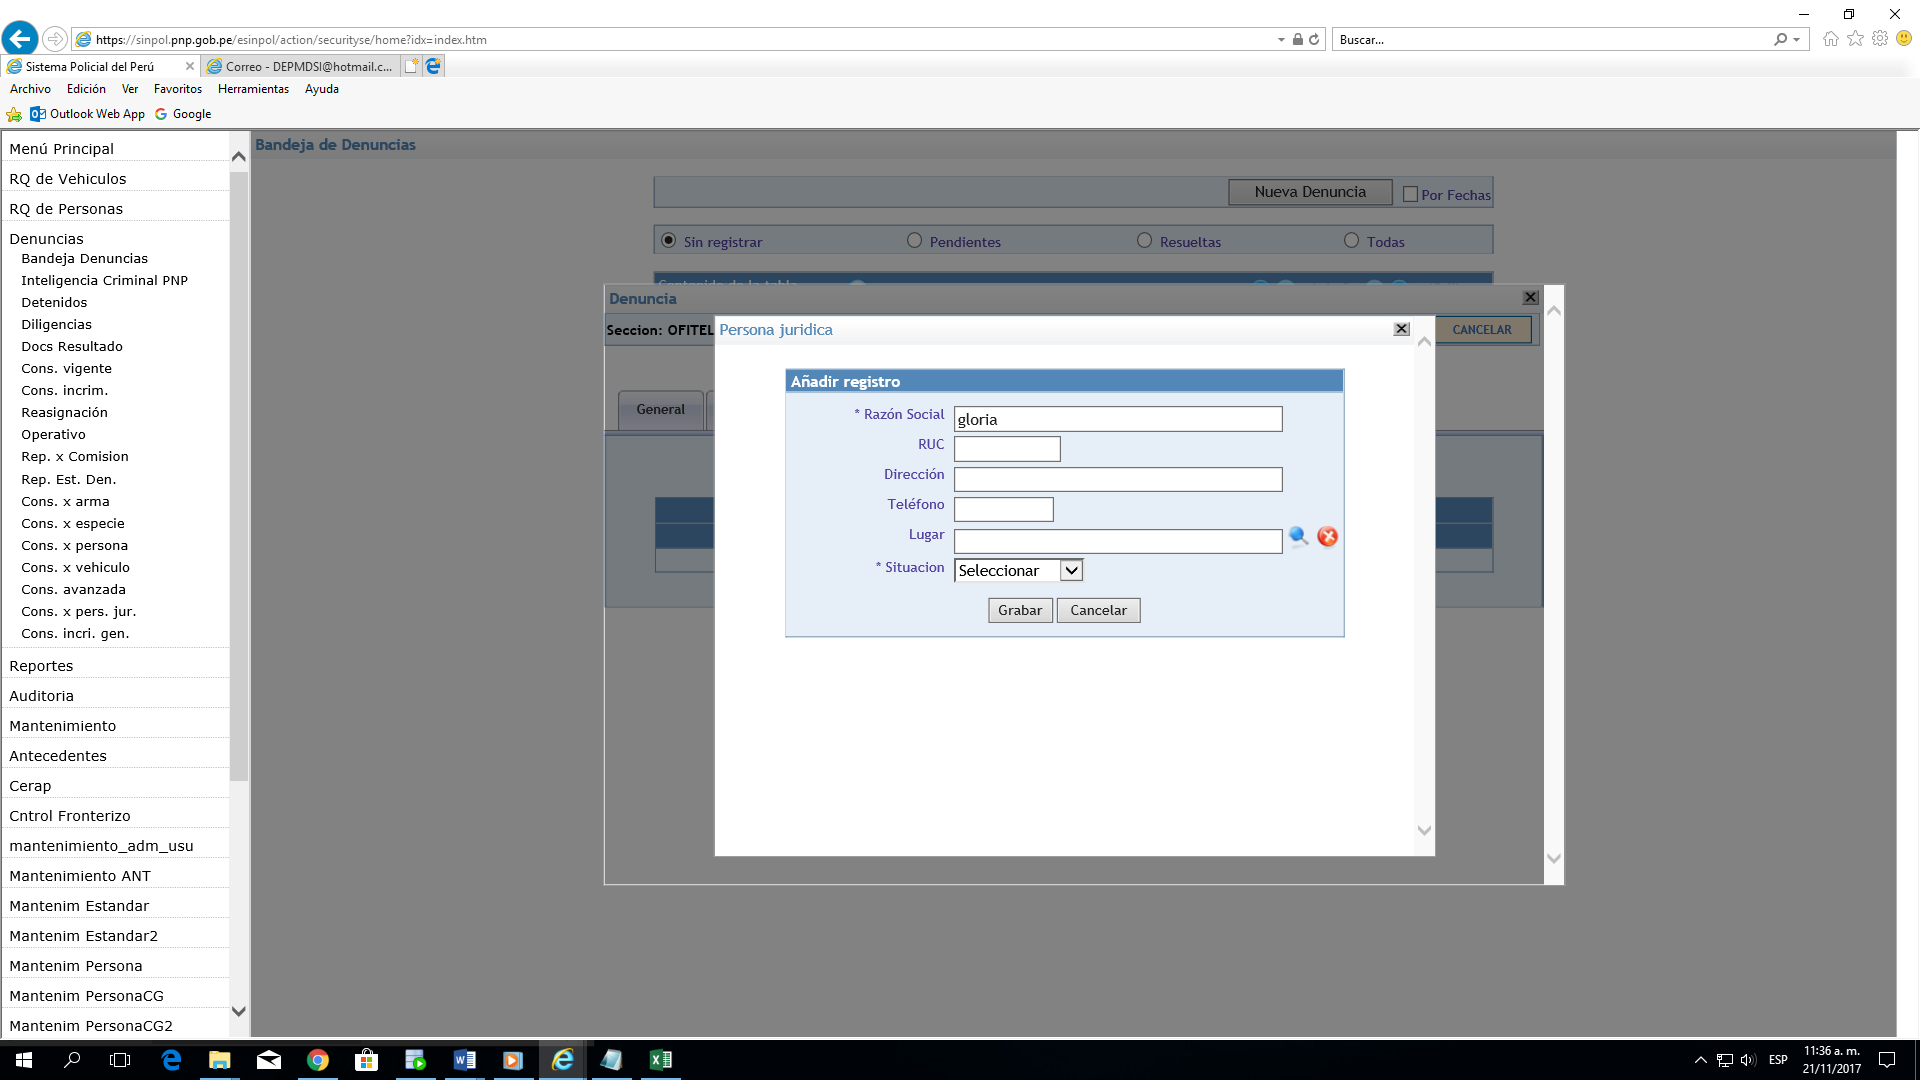 https://sinpol.pnp.gob.pe/esinpol/action/securityse/home?idx=index.htm
Buscar...
Sistema Policial del Perú
Correo - DEPMDSI@hotmail.c...
Archivo Edición Ver Favoritos Herramientas Ayuda
Outlook Web App Google
Menú Principal
RQ de Vehiculos
RQ de Personas
Denuncias
Bandeja Denuncias
Inteligencia Criminal PNP
Detenidos
Diligencias
Docs Resultado
Cons. vigente
Cons. incrim.
Reasignación
Operativo
Rep. x Comision
Rep. Est. Den.
Cons. x arma
Cons. x especie
Cons. x persona
Cons. x vehiculo
Cons. avanzada
Cons. x pers. jur.
Cons. incri. gen.
Reportes
Auditoria
Mantenimiento
Antecedentes
Cerap
Cntrol Fronterizo
mantenimiento_adm_usu
Mantenimiento ANT
Mantenim Estandar
Mantenim Estandar2
Mantenim Persona
Mantenim PersonaCG
Mantenim PersonaCG2
Bandeja de Denuncias
Nueva Denuncia Por Fechas
Sin registrar Pendientes Resueltas Todas
Contenido de la tabla
Denuncia
Seccion: OFITEL
CANCELAR
General
Persona juridica
Añadir registro
* Razón Social gloria
RUC
Dirección
Teléfono
Lugar
* Situacion Seleccionar
Grabar Cancelar
ESP
11:36 a. m.
21/11/2017